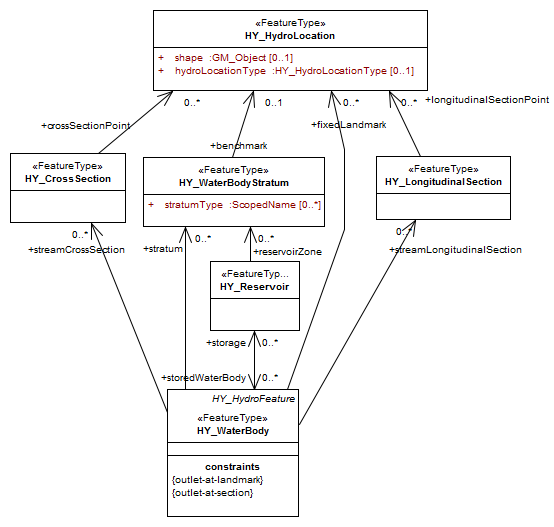 «FeatureType»
HY_HydroLocation
+ shape :GM_Object [0..1]
+ hydroLocationType :HY_HydroLocationType [0..1]
0..* 0..1 0..* 0..* +longitudinalSectionPoint
+crossSectionPoint +fixedLandmark
+benchmark
«FeatureType»
HY_CrossSection
«FeatureType»
HY_WaterBodyStratum
+ stratumType :ScopedName [0..*]
«FeatureType»
HY_LongitudinalSection
0..* 0..* 0..* 0..*
+streamCrossSection +stratum +reservoirZone +streamLongitudinalSection
«FeatureTyp...
HY_Reservoir
+storage 0..*
+storedWaterBody 0..*
HY_HydroFeature
«FeatureType»
HY_WaterBody
constraints
{outlet-at-landmark}
{outlet-at-section}